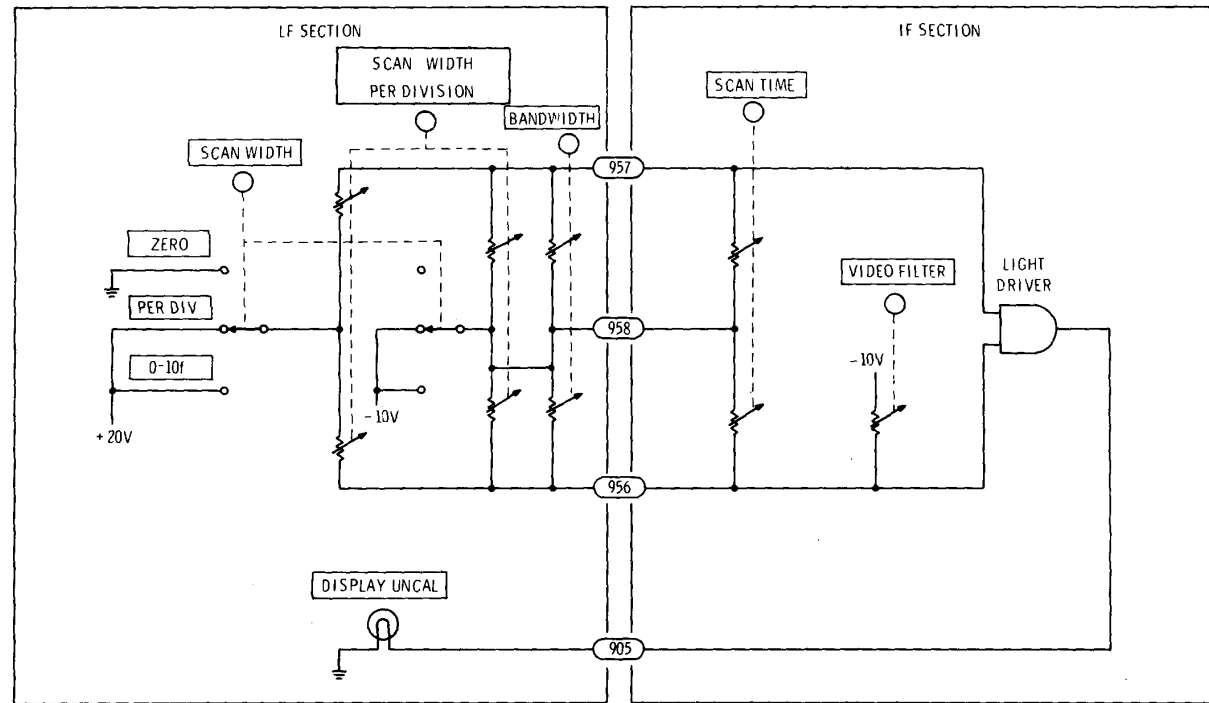 LF SECTION
IF SECTION
SCAN WIDTH
PER DIVISION
SCAN TIME
BANDWIDTH
SCAN WIDTH
957
ZERO
VIDEO FILTER
LIGHT
DRIVER
PER DIV
958
0-10f
-10V
-10V
+20V
956
DISPLAY UNCAL
905